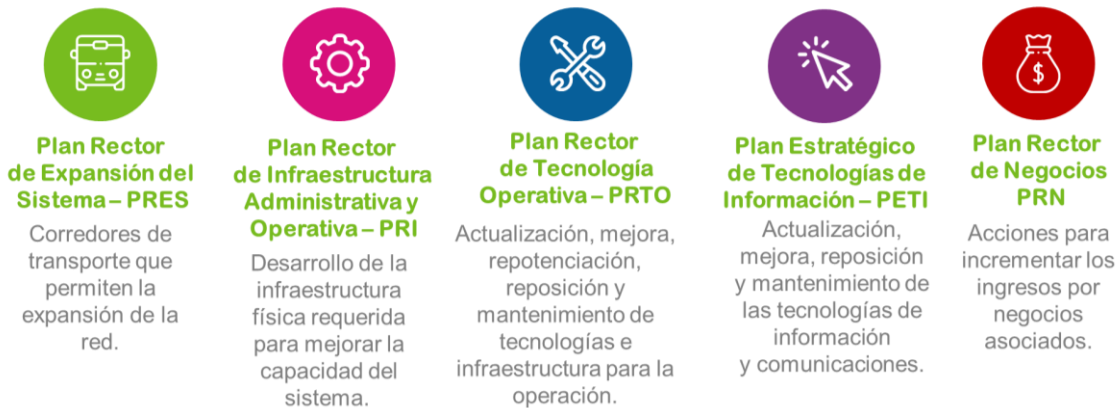 Plan Rector
de Expansión del
Sistema – PRES
Corredores de
transporte que
permiten la
expansión de la
red.
Plan Rector
de Infraestructura
Administrativa y
Operativa – PRI
Desarrollo de la
infraestructura
física requerida
para mejorar la
capacidad del
sistema.
Plan Rector
de Tecnología
Operativa – PRTO
Actualización, mejora,
repotenciación,
reposición y
mantenimiento de
tecnologías e
infraestructura para la
operación.
Plan Estratégico
de Tecnologías de
Información – PETI
Actualización,
mejora, reposición
y mantenimiento de
las tecnologías de
información
y comunicaciones.
$
Plan Rector
de Negocios
PRN
Acciones para
incrementar los
ingresos por
negocios
asociados.